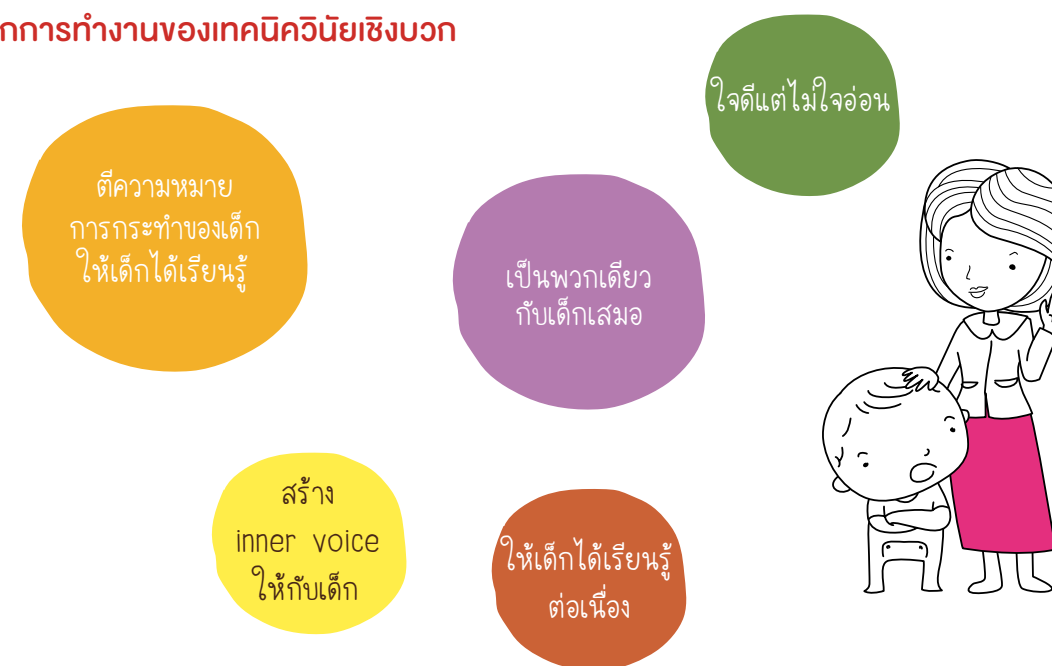 กการทำงานของเทคนิควินัยเชิงบวก
ใจดีแต่ไม่ใจอ่อน
ตีความหมาย
การกระทำของเด็ก
ให้เด็กได้เรียนรู้
เป็นพวกเดียว
กับเด็กเสมอ
สร้าง
inner voice
ให้กับเด็ก
ให้เด็กได้เรียนรู้
ต่อเนื่อง